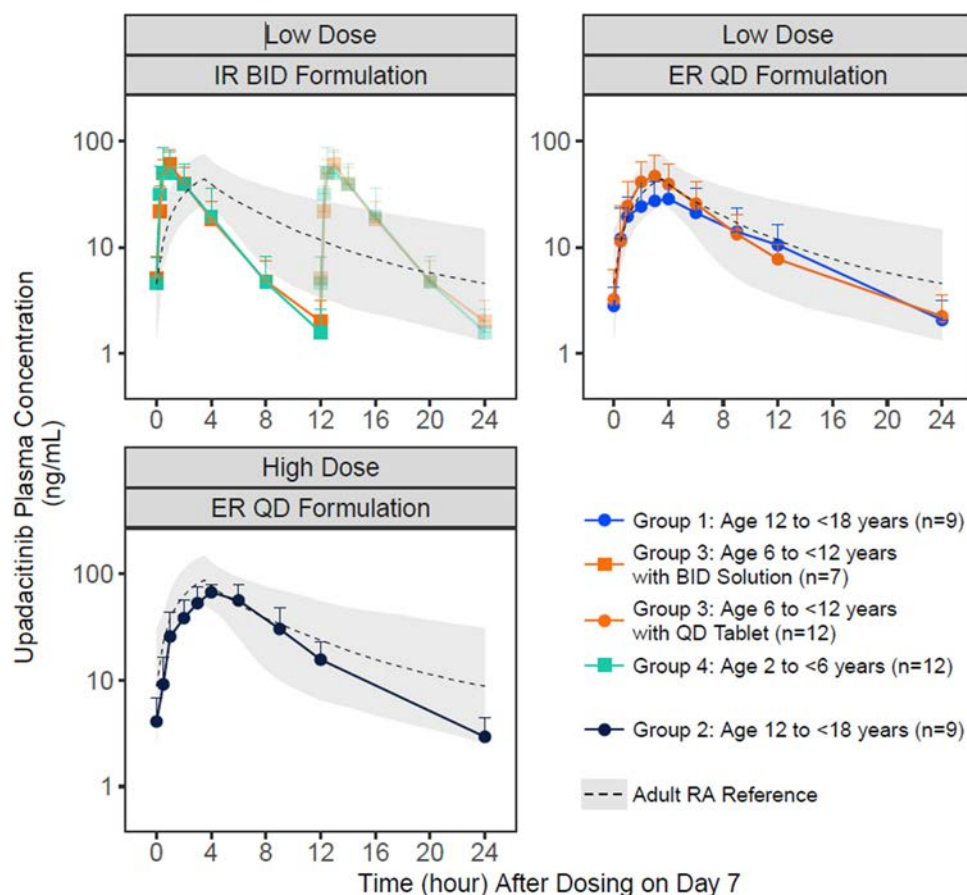 Low Dose
IR BID Formulation
100
10
1
0 4 8 12 16 20 24
Low Dose
ER QD Formulation
100
10
1
0 4 8 12 16 20 24
High Dose
ER QD Formulation
100
10
1
0 4 8 12 16 20 24
Upadacitinib Plasma Concentration
(ng/mL)
Time (hour) After Dosing on Day 7
Group 1: Age 12 to <18 years (n=9)
Group 3: Age 6 to <12 years
with BID Solution (n=7)
Group 3: Age 6 to <12 years
with QD Tablet (n=12)
Group 4: Age 2 to <6 years (n=12)
Group 2: Age 12 to <18 years (n=9)
Adult RA Reference